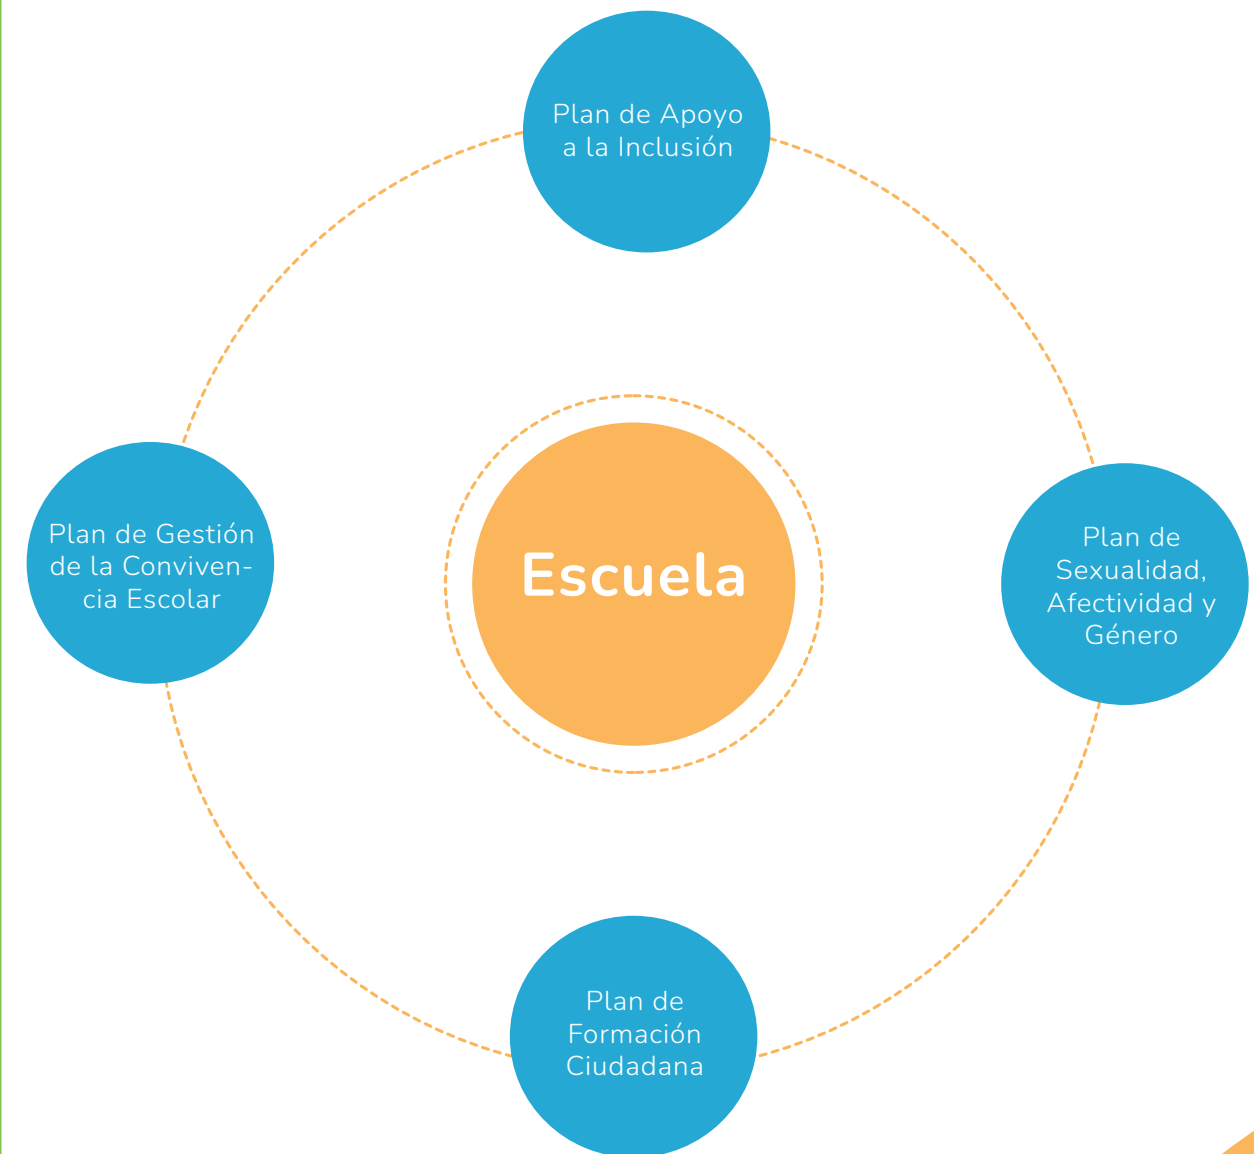 Plan de Apoyo
a la Inclusión
Plan de Gestión
de la Conviven-
cia Escolar
Escuela
Plan de
Sexualidad,
Afectividad y
Género
Plan de
Formación
Ciudadana